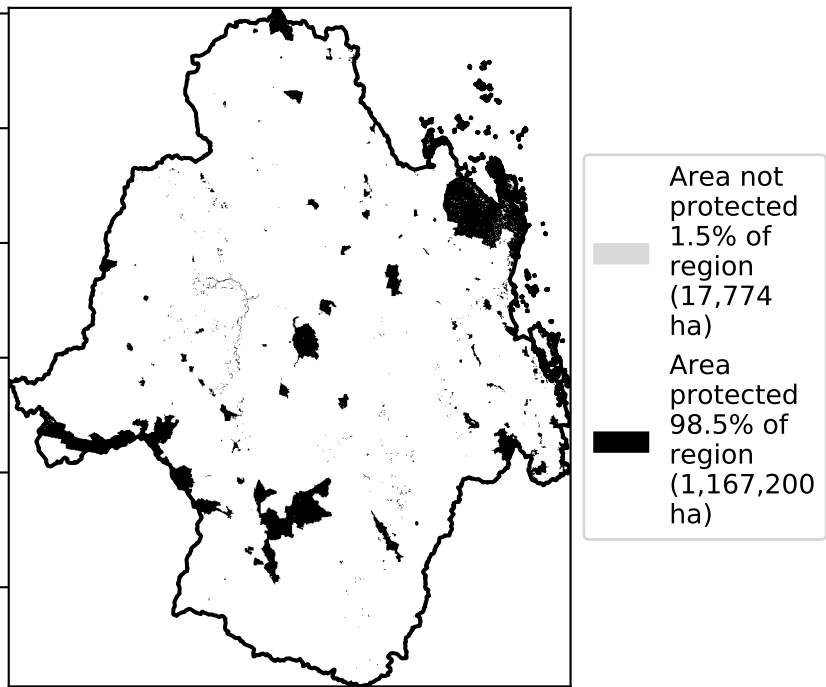 Area not
protected
1.5% of
region
(17,774
ha)
Area
protected
98.5% of
region
(1,167,200
ha)